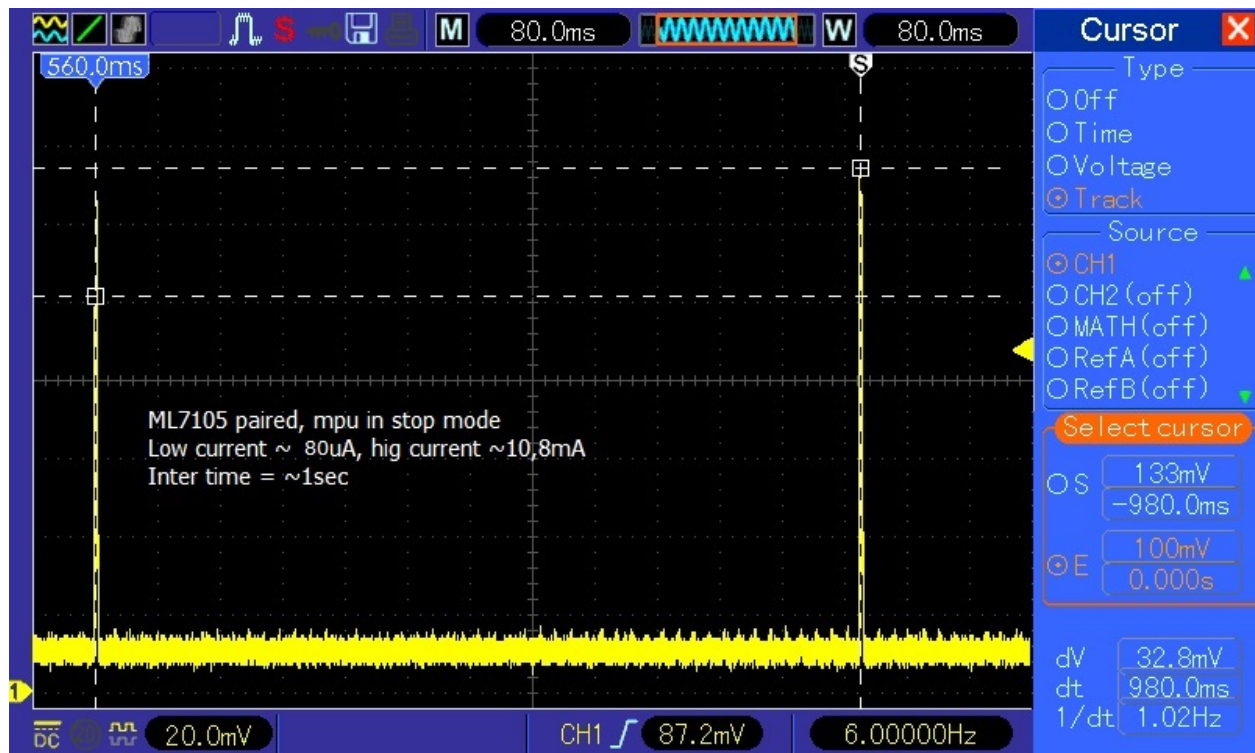 M 80.0ms W 80.0ms Cursor X
560.0ms S
Type
Off
Time
Voltage
Track
Source
CH1
CH2(off)
MATH(off)
RefA(off)
RefB(off)
ML7105 paired, mpu in stop mode
Low current ~ 80uA, hig current ~10,8mA
Inter time = ~1sec
Select cursor
S 133mV
-980.0ms
E 100mV
0.000s
dV 32.8mV
dt 980.0ms
1/dt 1.02Hz
1
DC 20 20.0mV CH1 87.2mV 6.00000Hz